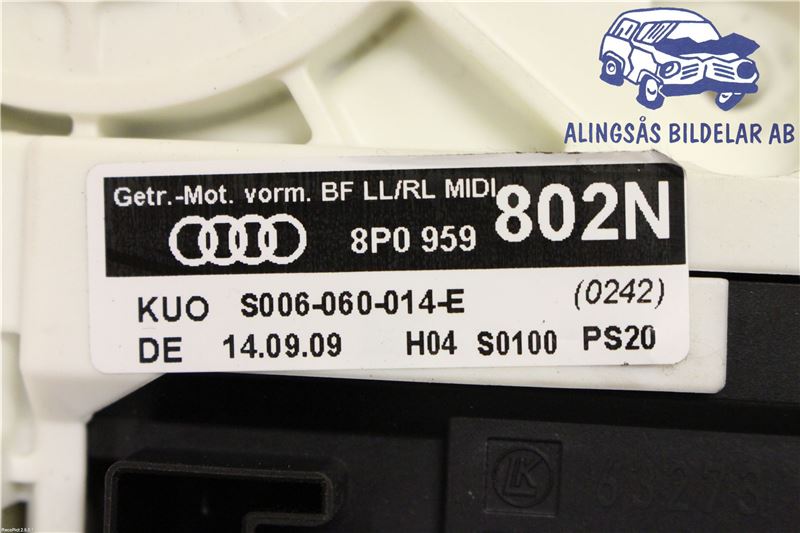 ALINGSÅS BILDELAR AB
Getr.-Mot. vorm. BF LL/RL MIDI
8P0 959 802N
KUO S006-060-014-E (0242)
DE 14.09.09 H04 S0100 PS20
LK